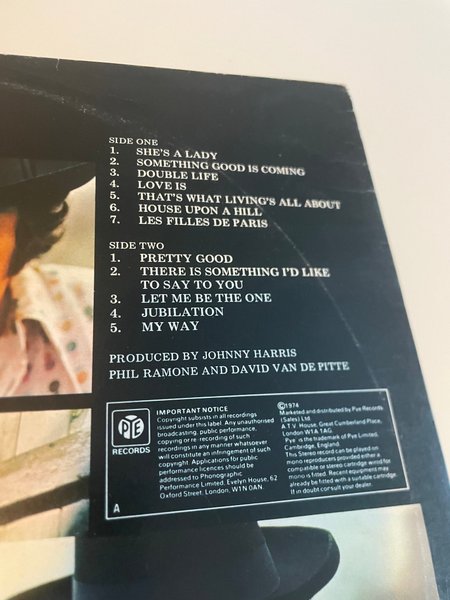 SIDE ONE
1. SHE'S A LADY
2. SOMETHING GOOD IS COMING
3. DOUBLE LIFE
4. LOVE IS
5. THAT'S WHAT LIVING'S ALL ABOUT
6. HOUSE UPON A HILL
7. LES FILLES DE PARIS
SIDE TWO
1. PRETTY GOOD
2. THERE IS SOMETHING I'D LIKE
TO SAY TO YOU
3. LET ME BE THE ONE
4. JUBILATION
5. MY WAY
PRODUCED BY JOHNNY HARRIS
PHIL RAMONE AND DAVID VAN DE PITTE
PYE
RECORDS
A
IMPORTANT NOTICE
Copyright subsists in all recordings
issued under this label. Any unauthorised
broadcasting, public performance,
copying or re-recording of such
recordings in any manner whatsoever
will constitute an infringement of such
copyright. Applications for public
performance licences should be
addressed to Phonographic
Performance Limited, Evelyn House, 62
Oxford Street, London, W1N 0AN.
©1974
Marketed and distributed by Pye Records
(Sales) Ltd.
A.T.V. House, Great Cumberland Place,
London W1A 1AG
'Pye' is the trademark of Pye Limited,
Cambridge, England.
This Stereo record can be played on
mono reproducers provided either a
compatible or stereo cartridge wired for
mono is fitted. Recent equipment may
already be fitted with a suitable cartridge.
If in doubt consult your dealer.